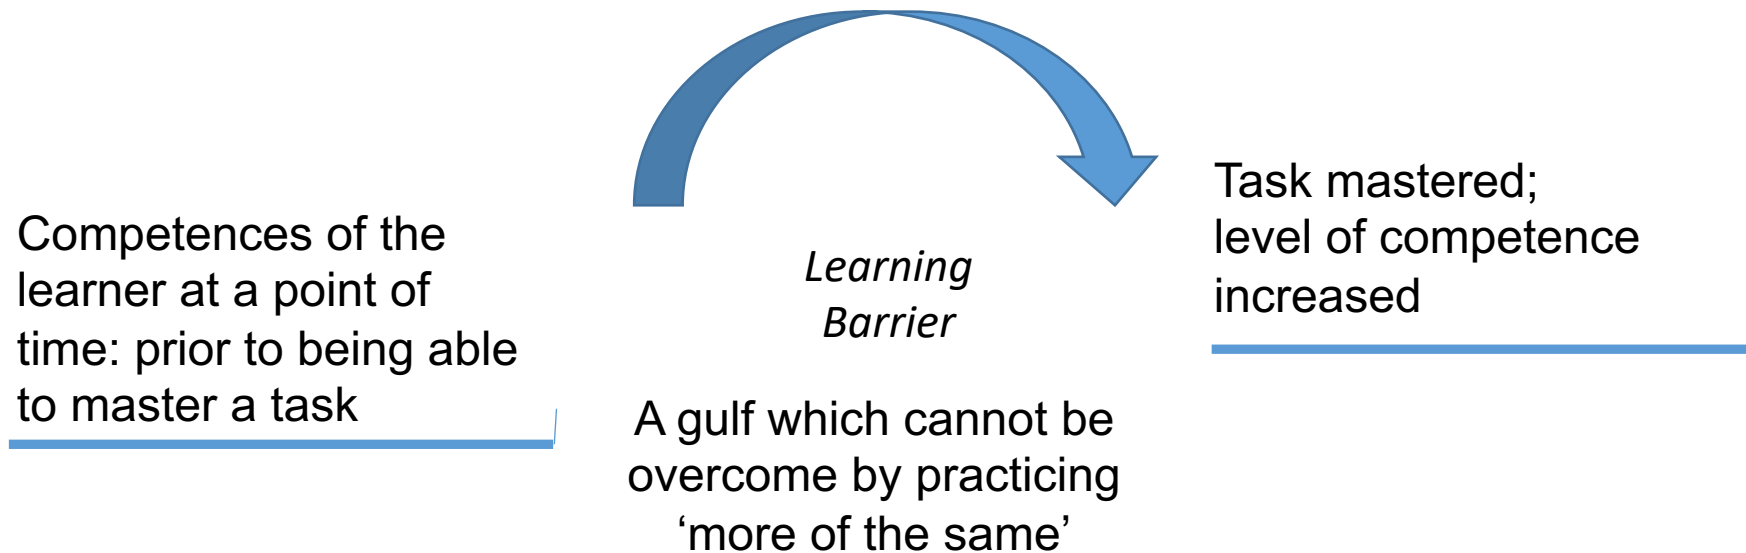 Competences of the
learner at a point of
time: prior to being able
to master a task
Learning
Barrier
A gulf which cannot be
overcome by practicing
‘more of the same’
Task mastered;
level of competence
increased